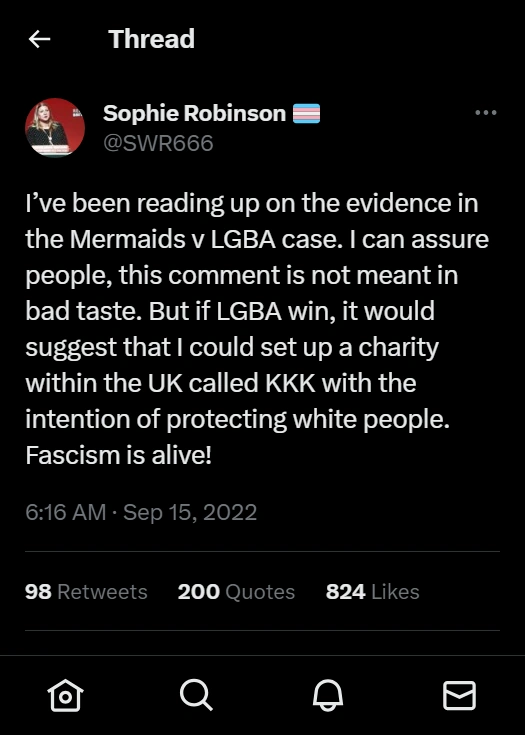 Thread
Sophie Robinson
@SWR666
I’ve been reading up on the evidence in
the Mermaids v LGBA case. I can assure
people, this comment is not meant in
bad taste. But if LGBA win, it would
suggest that I could set up a charity
within the UK called KKK with the
intention of protecting white people.
Fascism is alive!
6:16 AM · Sep 15, 2022
98 Retweets 200 Quotes 824 Likes